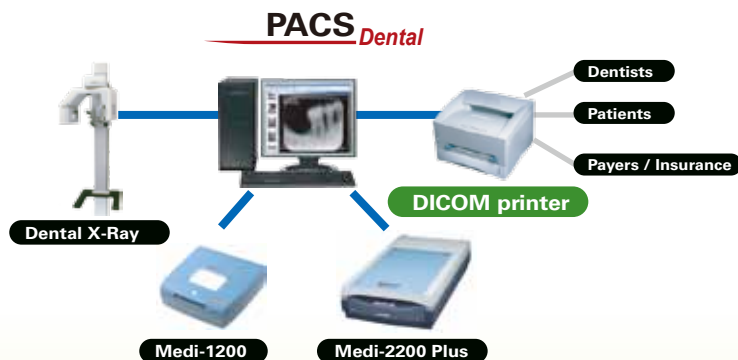 PACS Dental
Dentists
Patients
Payers / Insurance
DICOM printer
Dental X-Ray
Medi-1200
Medi-2200 Plus